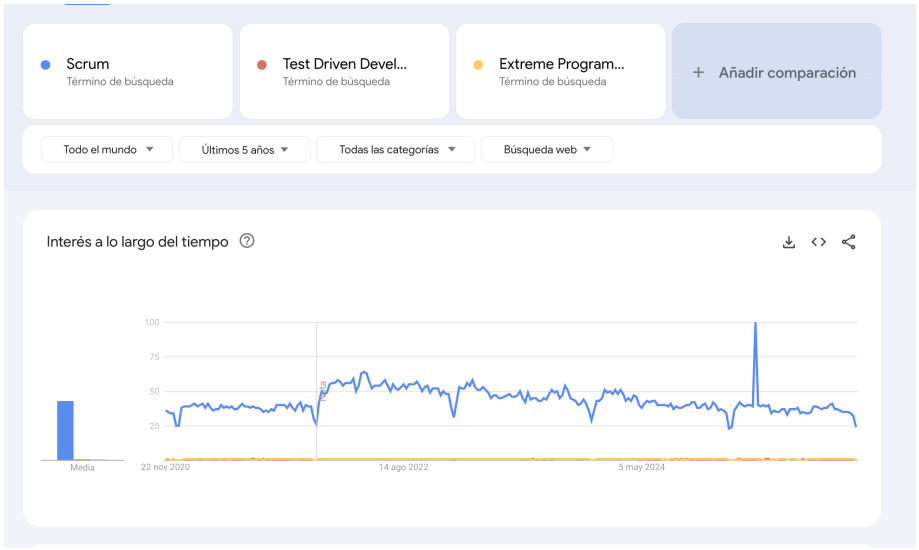 Scrum
Término de búsqueda
Test Driven Devel...
Término de búsqueda
Extreme Program...
Término de búsqueda
+ Añadir comparación
Todo el mundo
Últimos 5 años
Todas las categorías
Búsqueda web
Interés a lo largo del tiempo
100
75
50
25
Nota
Media
22 nov 2020
14 ago 2022
5 may 2024